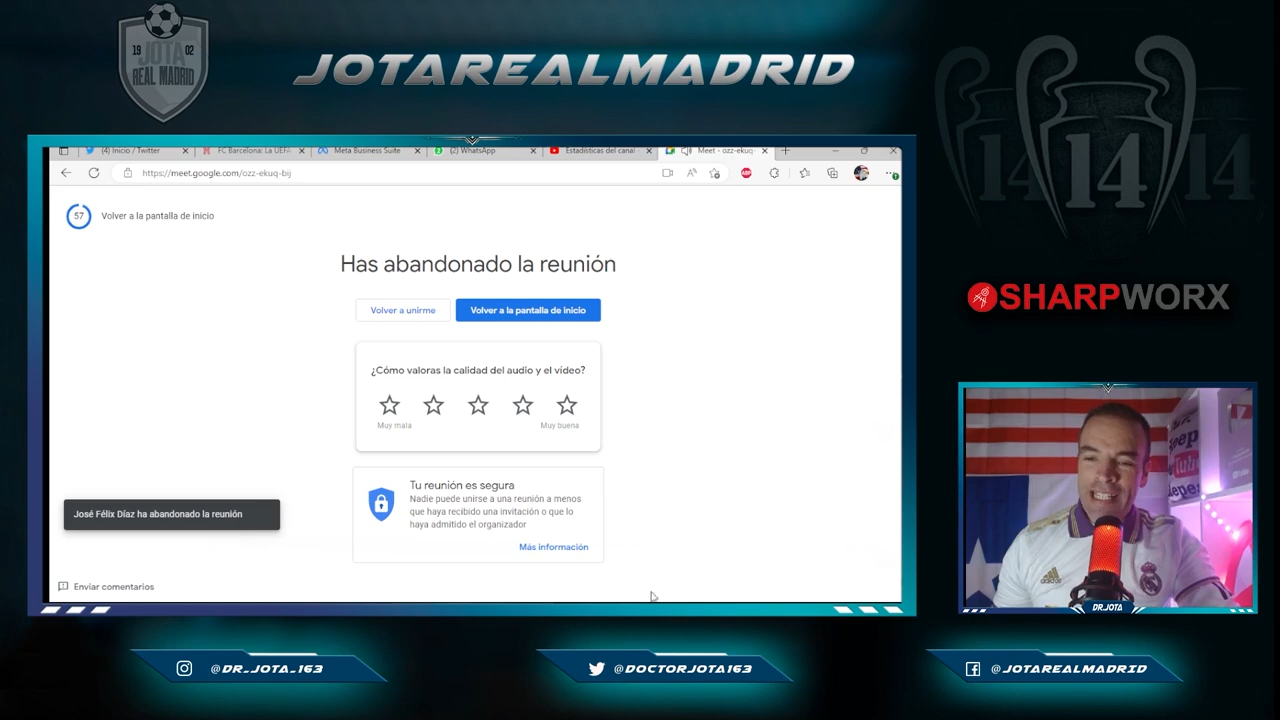 19 02
JOTA
REAL MADRID
JOTAREALMADRID
14 14 14
(4) Inicio / Twitter
FC Barcelona: La UEFA
Meta Business Suite
(2) WhatsApp
Estadísticas del canal -
Meet - ozz-ekuq-
https://meet.google.com/ozz-ekuq-bij
ABP
57 Volver a la pantalla de inicio
Has abandonado la reunión
Volver a unirme
Volver a la pantalla de inicio
¿Cómo valoras la calidad del audio y el vídeo?
Muy mala
Muy buena
Tu reunión es segura
Nadie puede unirse a una reunión a menos
que haya recibido una invitación o que lo
haya admitido el organizador
Más información
José Félix Díaz ha abandonado la reunión
Enviar comentarios
SHARPWORX
adidas
DR.JOTA
@DR_JOTA_163
@DOCTORJOTA163
@JOTAREALMADRID